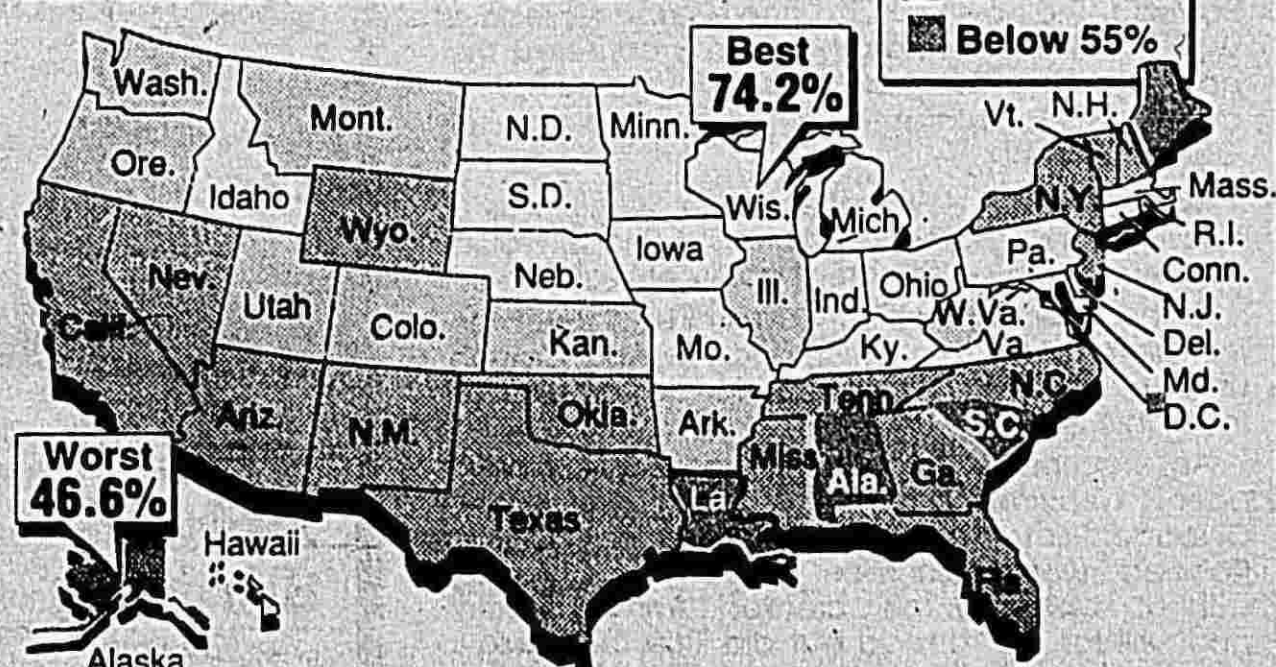 Below 55%
Best
74.2%
Wash.
Mont.
N.D.
Minn.
Vt.
N.H.
Ore.
Idaho
S.D.
Wis.
Mich
N.Y
Mass.
R.I.
Conn.
Wyo.
Iowa
Pa.
Neb.
Nev.
Utah
Colo.
Ill.
Ind
Ohio
N.J.
W.Va.
Del.
Calif
Kan.
Mo.
Ky.
Va
Md.
D.C.
Ariz.
N.M.
Okla.
Ark.
Tenn
N.C.
S.C.
Miss
Ala.
Ga.
La.
Texas
Worst
46.6%
Hawaii
Alaska